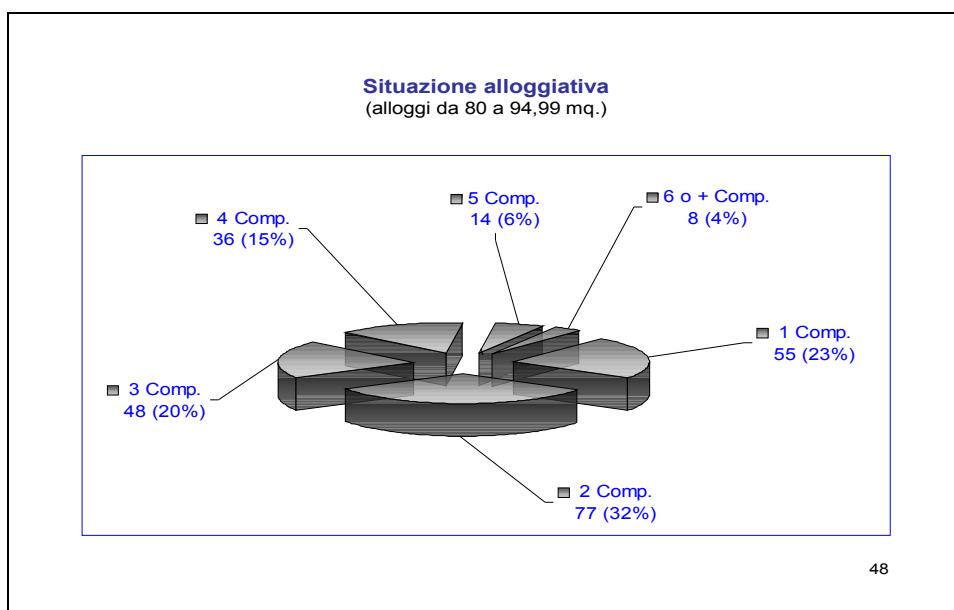 Situazione alloggiativa
(alloggi da 80 a 94,99 mq.)
5 Comp.
14 (6%)
6 o + Comp.
8 (4%)
4 Comp.
36 (15%)
1 Comp.
55 (23%)
3 Comp.
48 (20%)
2 Comp.
77 (32%)
48